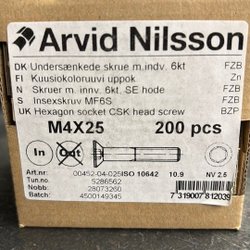 Arvid Nilsson
DK Undersænkede skrue m.indv. 6kt FZB
FI Kuusiokoloruuvi uppok Zn
N Skruer m. innv. 6kt. SE hode FZB
S Insexskruv MF6S FZB
UK Hexagon socket CSK head screw BZP
M4X25 200 pcs
In Out
Art.nr: 00452-04-025 ISO 10642 10.9 NV 2.5
Tun.nr: 5286562
Nobb: 28073260
Batch: 4500149345
7 319007 812039